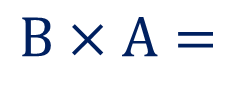 B × A =